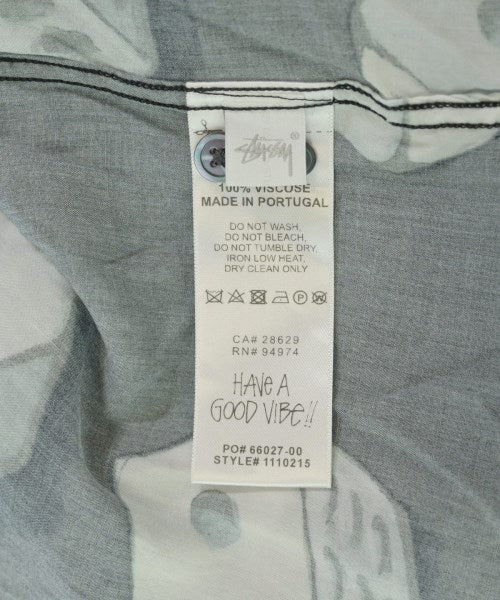 Stüssy®
100% VISCOSE
MADE IN PORTUGAL
DO NOT WASH,
DO NOT BLEACH,
DO NOT TUMBLE DRY,
IRON LOW HEAT,
DRY CLEAN ONLY
P W
CA# 28629
RN# 94974
HAVE A
GOOD VIBE!!
PO# 66027-00
STYLE# 1110215